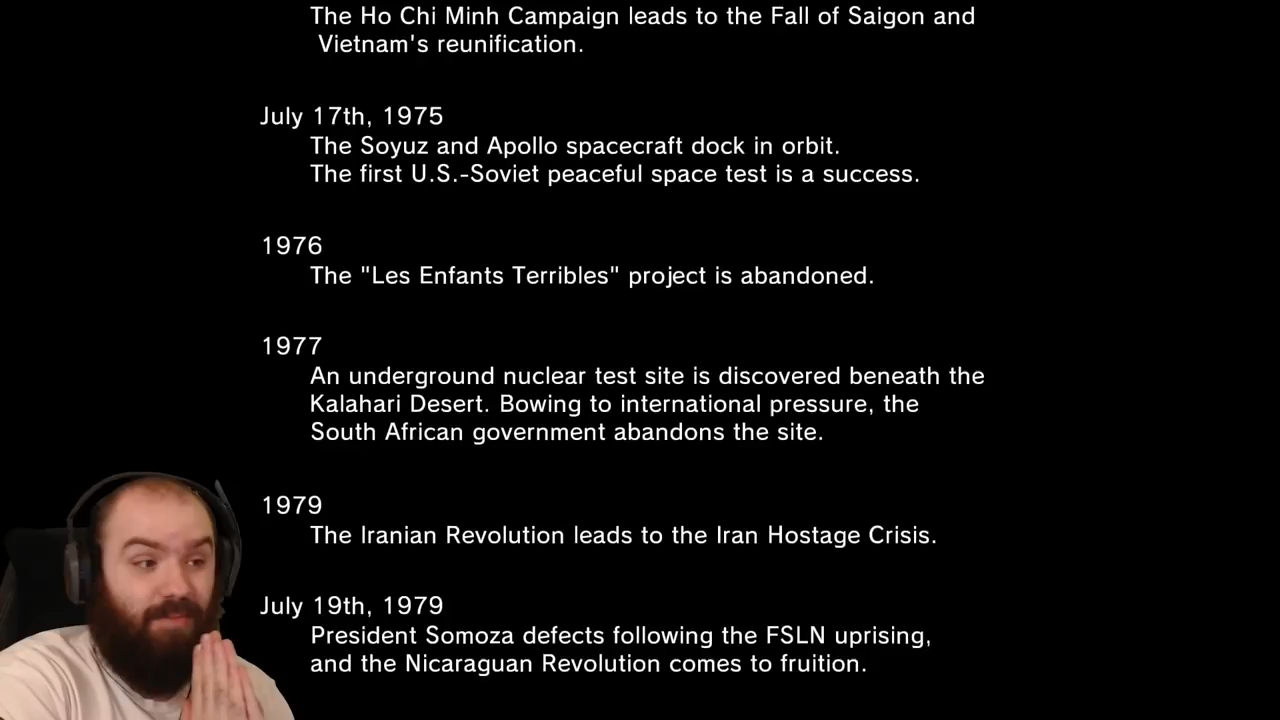 The Ho Chi Minh Campaign leads to the Fall of Saigon and
Vietnam's reunification.
July 17th, 1975
The Soyuz and Apollo spacecraft dock in orbit.
The first U.S.-Soviet peaceful space test is a success.
1976
The "Les Enfants Terribles" project is abandoned.
1977
An underground nuclear test site is discovered beneath the
Kalahari Desert. Bowing to international pressure, the
South African government abandons the site.
1979
The Iranian Revolution leads to the Iran Hostage Crisis.
July 19th, 1979
President Somoza defects following the FSLN uprising,
and the Nicaraguan Revolution comes to fruition.